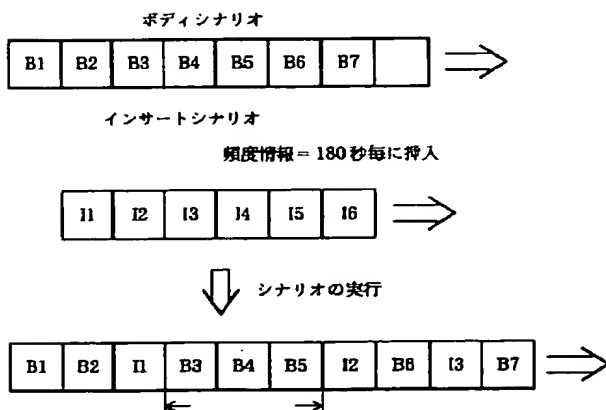 ボディシナリオ
B1 B2 B3 B4 B5 B6 B7
インサートシナリオ
頻度情報=180秒毎に挿入
I1 I2 I3 I4 I5 I6
シナリオの実行
B1 B2 I1 B3 B4 B5 I2 B6 I3 B7